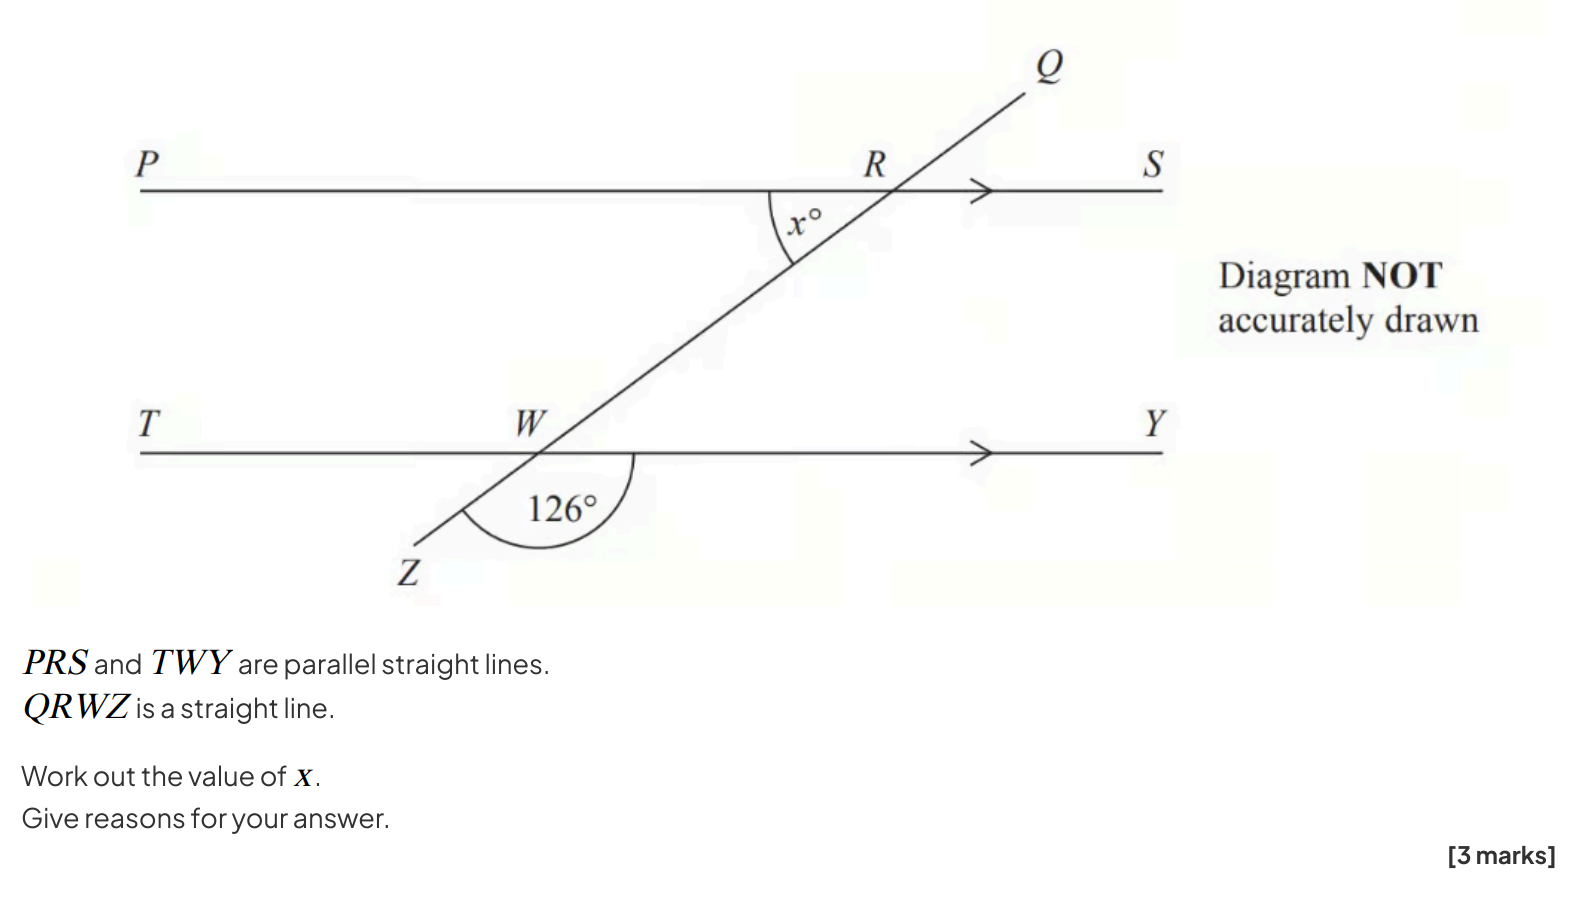 Q
P
R
S
x°
Diagram NOT
accurately drawn
T
W
Y
126°
Z
PRS and TWY are parallel straight lines.
QRWZ is a straight line.
Work out the value of x.
Give reasons for your answer.
[3 marks]